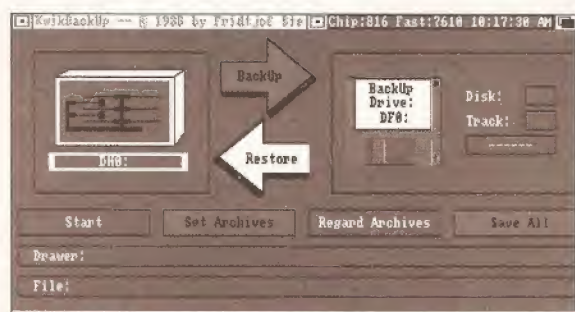 KwikBackUp -- © 1988 by Fridtjof Sie
Chip:816 Fast:7610 10:17:30 AM
BackUp
BackUp
Drive:
DF0:
Disk:
Track:
------
DH0:
Restore
Start
Set Archives
Regard Archives
Save All
Drawer:
File: